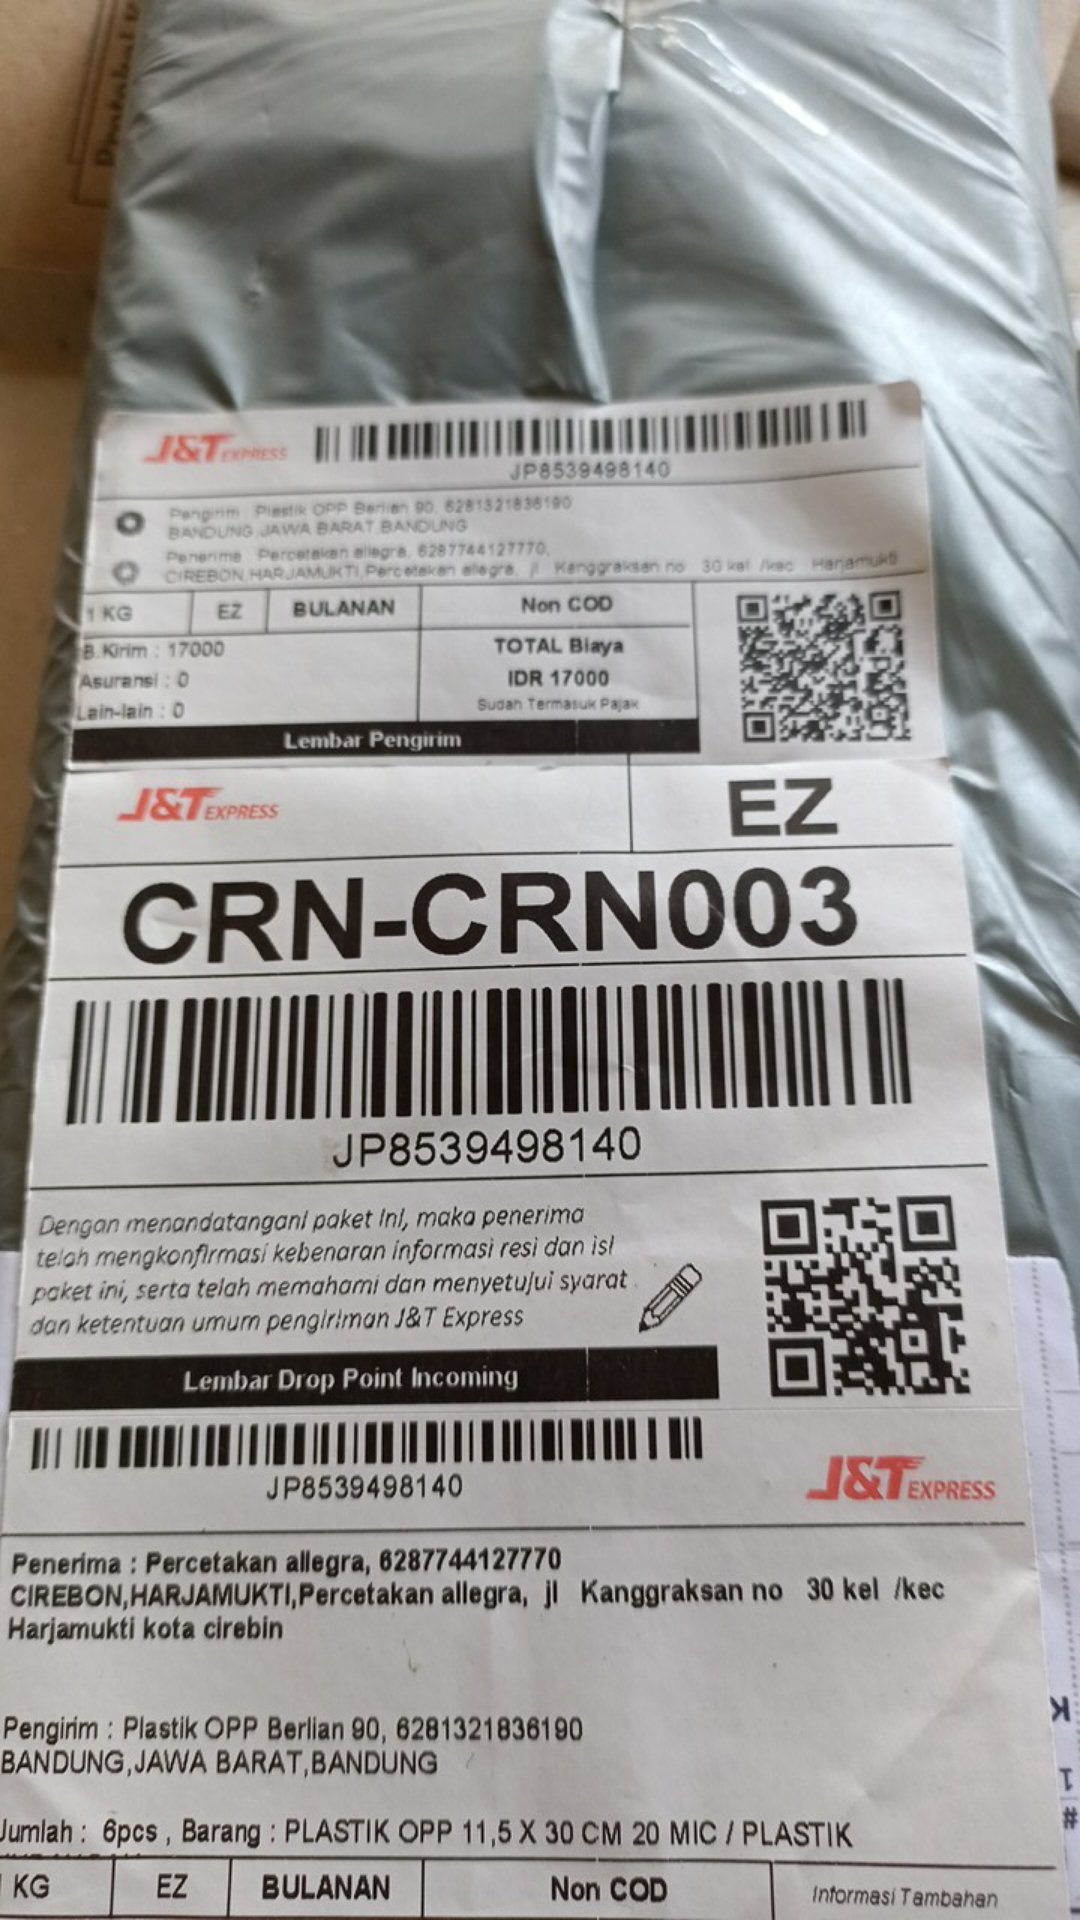 J&T EXPRESS
JP8539498140
Pengirim : Plastik OPP Berlian 90, 6281321836190
BANDUNG,JAWA BARAT,BANDUNG
Penerima : Percetakan allegra, 6287744127770,
CIREBON,HARJAMUKTI,Percetakan allegra, jl Kanggraksan no 30 kel /kec Harjamukti
1 KG EZ BULANAN Non COD
B.Kirim : 17000
Asuransi : 0
Lain-lain : 0
TOTAL Biaya
IDR 17000
Sudah Termasuk Pajak
Lembar Pengirim
J&T EXPRESS
EZ
CRN-CRN003
JP8539498140
Dengan menandatangani paket ini, maka penerima
telah mengkonfirmasi kebenaran informasi resi dan isi
paket ini, serta telah memahami dan menyetujui syarat
dan ketentuan umum pengiriman J&T Express
Lembar Drop Point Incoming
JP8539498140
J&T EXPRESS
Penerima : Percetakan allegra, 6287744127770
CIREBON,HARJAMUKTI,Percetakan allegra, jl Kanggraksan no 30 kel /kec
Harjamukti kota cirebin
Pengirim : Plastik OPP Berlian 90, 6281321836190
BANDUNG,JAWA BARAT,BANDUNG
Jumlah : 6pcs , Barang : PLASTIK OPP 11,5 X 30 CM 20 MIC / PLASTIK
KG EZ BULANAN Non COD Informasi Tambahan